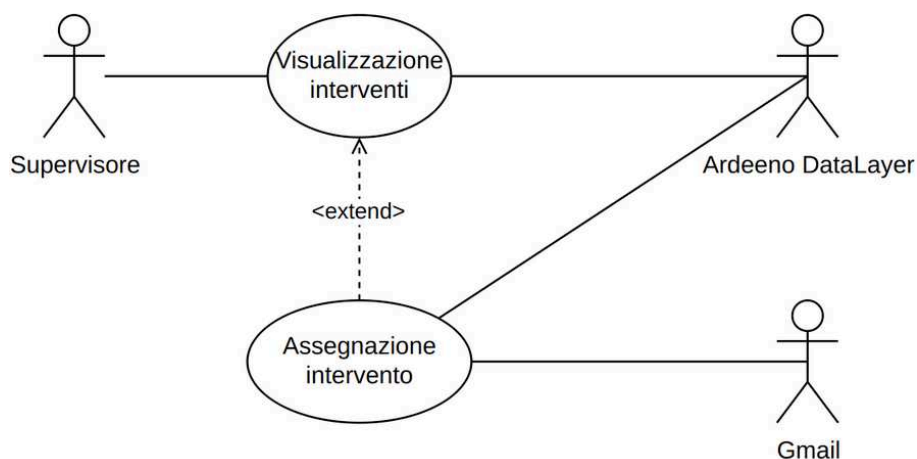 Visualizzazione
interventi
Supervisore
Ardeeno DataLayer
<extend>
Assegnazione
intervento
Gmail